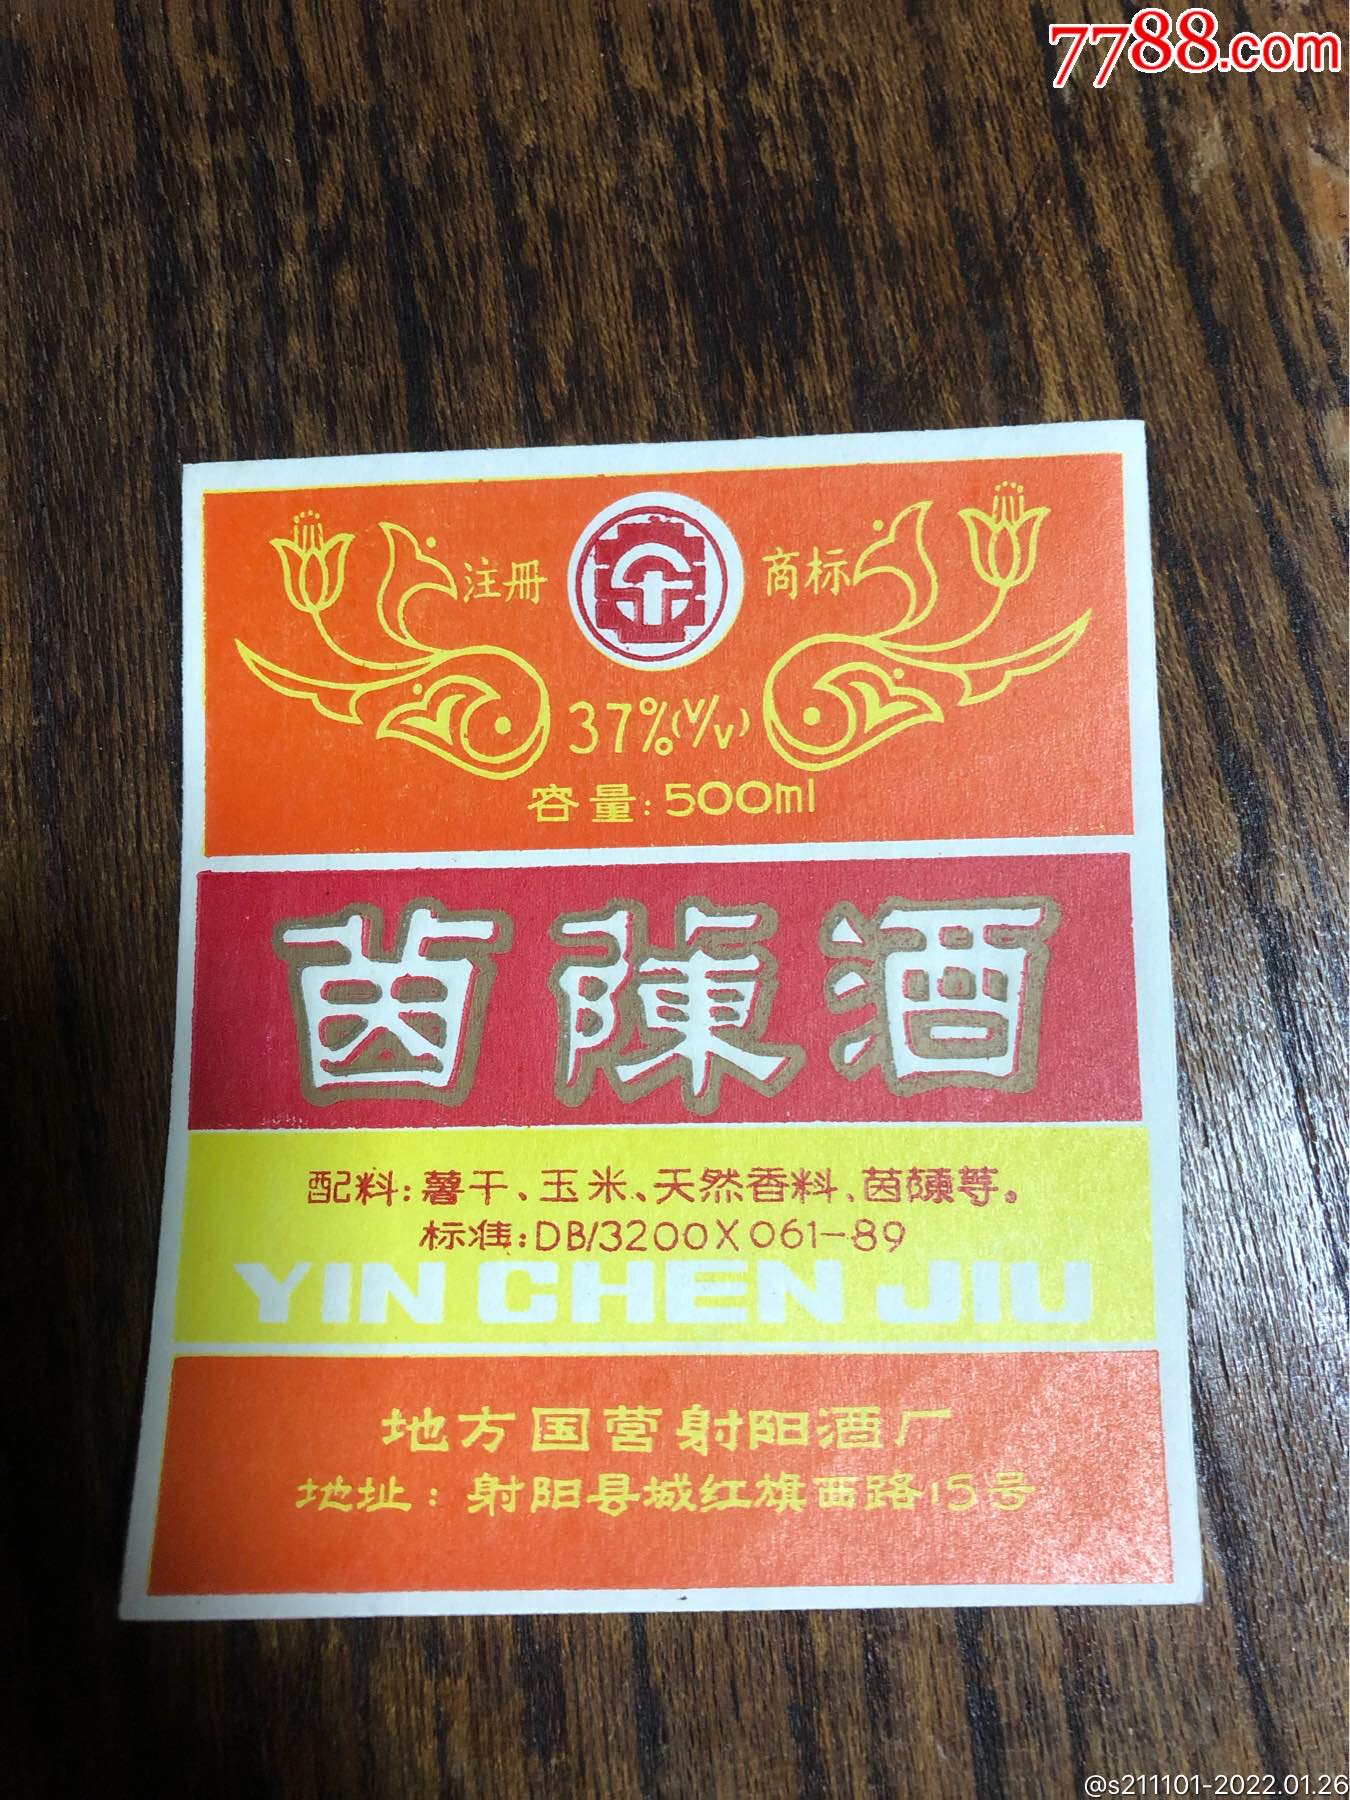 7788.com
注册 商标
37%(V/V)
容量:500ml
茵蔯酒
配料:薯干、玉米、天然香料、茵蔯等。
标准:DB/3200X061-89
YIN CHEN JIU
地方国营射阳酒厂
地址:射阳县城红旗西路15号
@s211101-2022.01.26